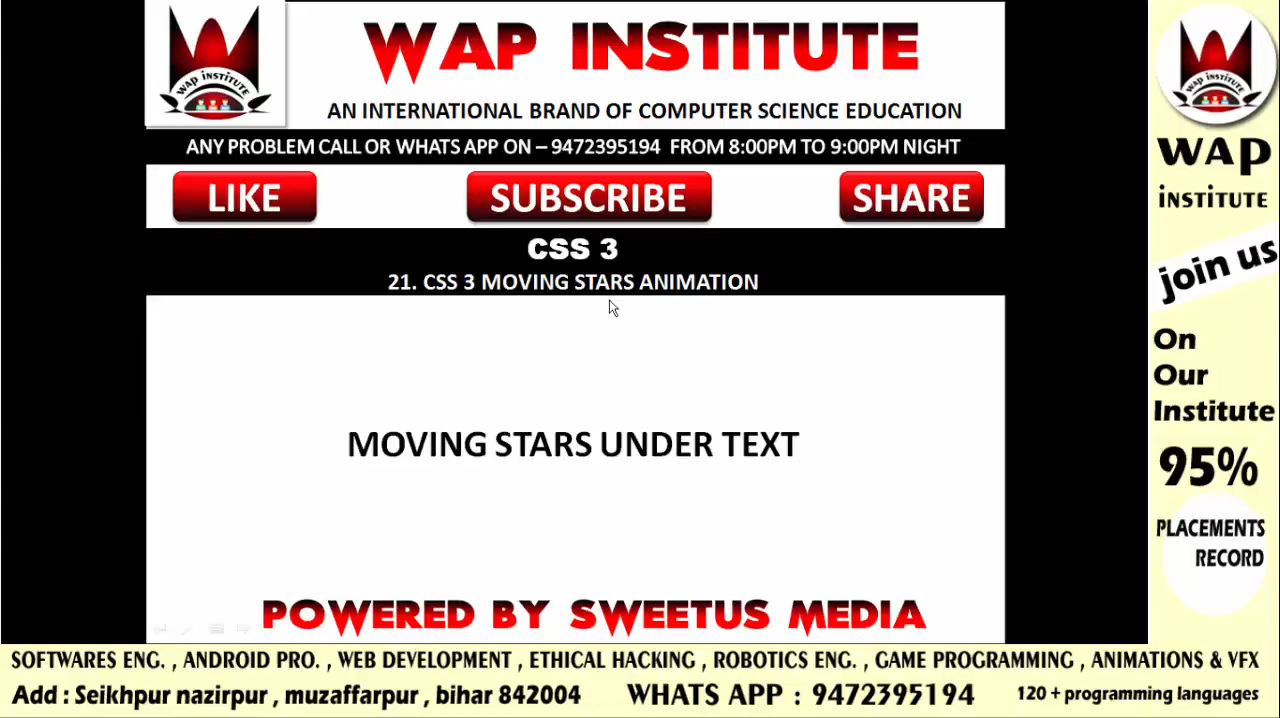 WAP INSTITUTE
WAP INSTITUTE
AN INTERNATIONAL BRAND OF COMPUTER SCIENCE EDUCATION
ANY PROBLEM CALL OR WHATS APP ON – 9472395194 FROM 8:00PM TO 9:00PM NIGHT
LIKE
SUBSCRIBE
SHARE
CSS 3
21. CSS 3 MOVING STARS ANIMATION
MOVING STARS UNDER TEXT
POWERED BY SWEETUS MEDIA
WAP INSTITUTE
WAP
INSTITUTE
join us
On
Our
Institute
95%
PLACEMENTS
RECORD
SOFTWARES ENG. , ANDROID PRO. , WEB DEVELOPMENT , ETHICAL HACKING , ROBOTICS ENG. , GAME PROGRAMMING , ANIMATIONS & VFX
Add : Seikhpur nazirpur , muzaffarpur , bihar 842004 WHATS APP : 9472395194 120 + programming languages